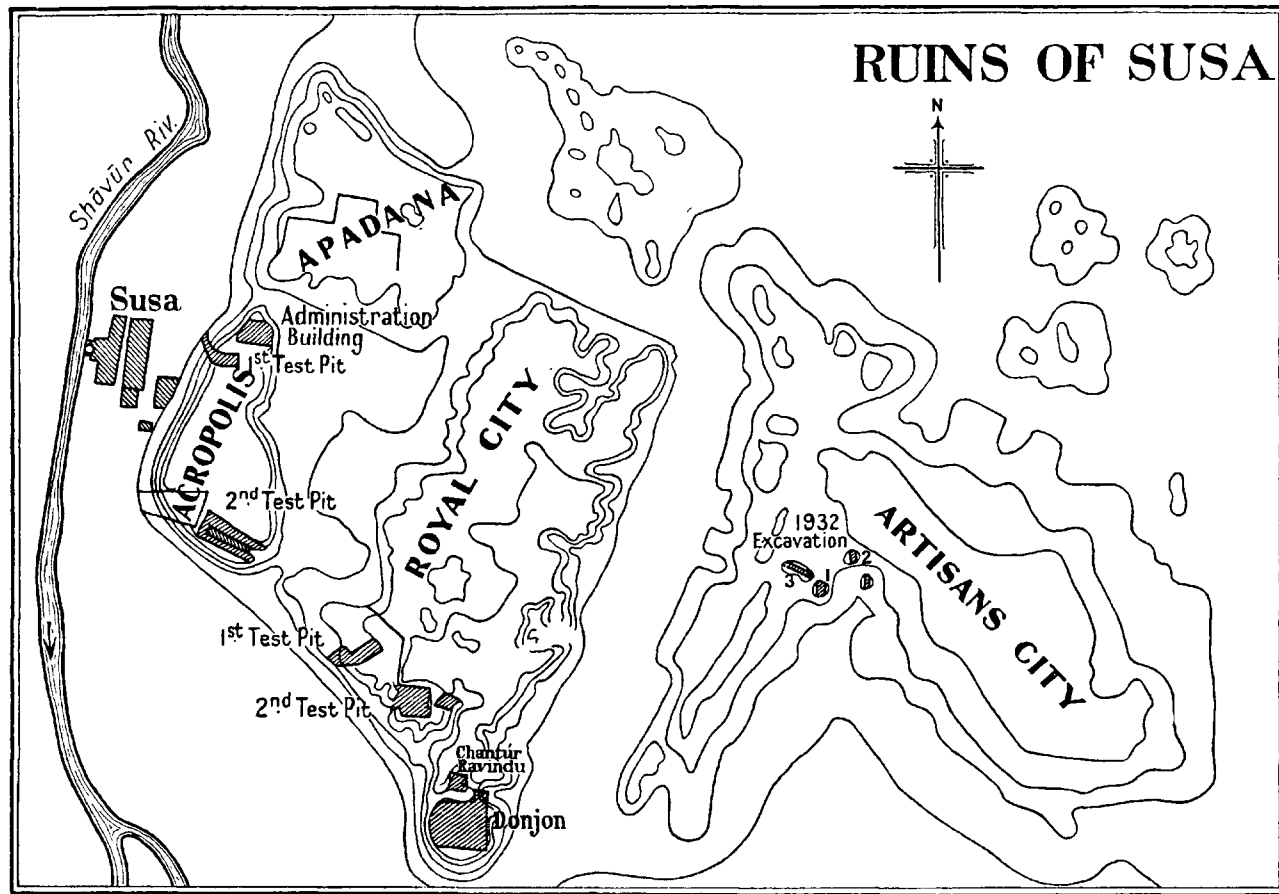 RUINS OF SUSA
N
Shāvūr Riv.
APADANA
Susa
Administration
Building
1st Test Pit
ACROPOLIS
2nd Test Pit
ROYAL CITY
1932
Excavation
2
1
3
ARTISANS CITY
1st Test Pit
2nd Test Pit
Chantúr
Ravindu
Donjon